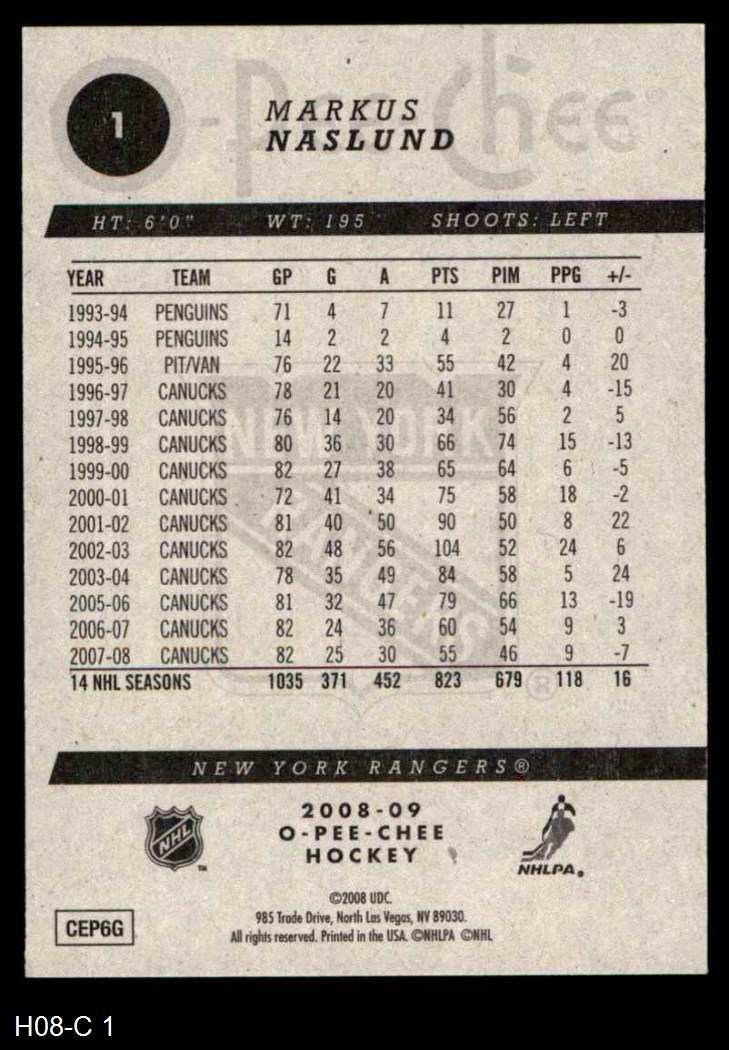 O-Pee-Chee®
1
MARKUS
NASLUND
HT: 6'0" WT: 195 SHOOTS: LEFT
YEAR TEAM GP G A PTS PIM PPG +/-
1993-94 PENGUINS 71 4 7 11 27 1 -3
1994-95 PENGUINS 14 2 2 4 2 0 0
1995-96 PIT/VAN 76 22 33 55 42 4 20
1996-97 CANUCKS 78 21 20 41 30 4 -15
1997-98 CANUCKS 76 14 20 34 56 2 5
1998-99 CANUCKS 80 36 30 66 74 15 -13
1999-00 CANUCKS 82 27 38 65 64 6 -5
2000-01 CANUCKS 72 41 34 75 58 18 -2
2001-02 CANUCKS 81 40 50 90 50 8 22
2002-03 CANUCKS 82 48 56 104 52 24 6
2003-04 CANUCKS 78 35 49 84 58 5 24
2005-06 CANUCKS 81 32 47 79 66 13 -19
2006-07 CANUCKS 82 24 36 60 54 9 3
2007-08 CANUCKS 82 25 30 55 46 9 -7
14 NHL SEASONS 1035 371 452 823 679 118 16
NEW YORK
RANGERS
®
NEW YORK RANGERS®
NHL
TM
2008-09
O-PEE-CHEE
HOCKEY
NHLPA®
©2008 UDC.
985 Trade Drive, North Las Vegas, NV 89030.
All rights reserved. Printed in the USA. ©NHLPA ©NHL
CEP6G
H08-C 1